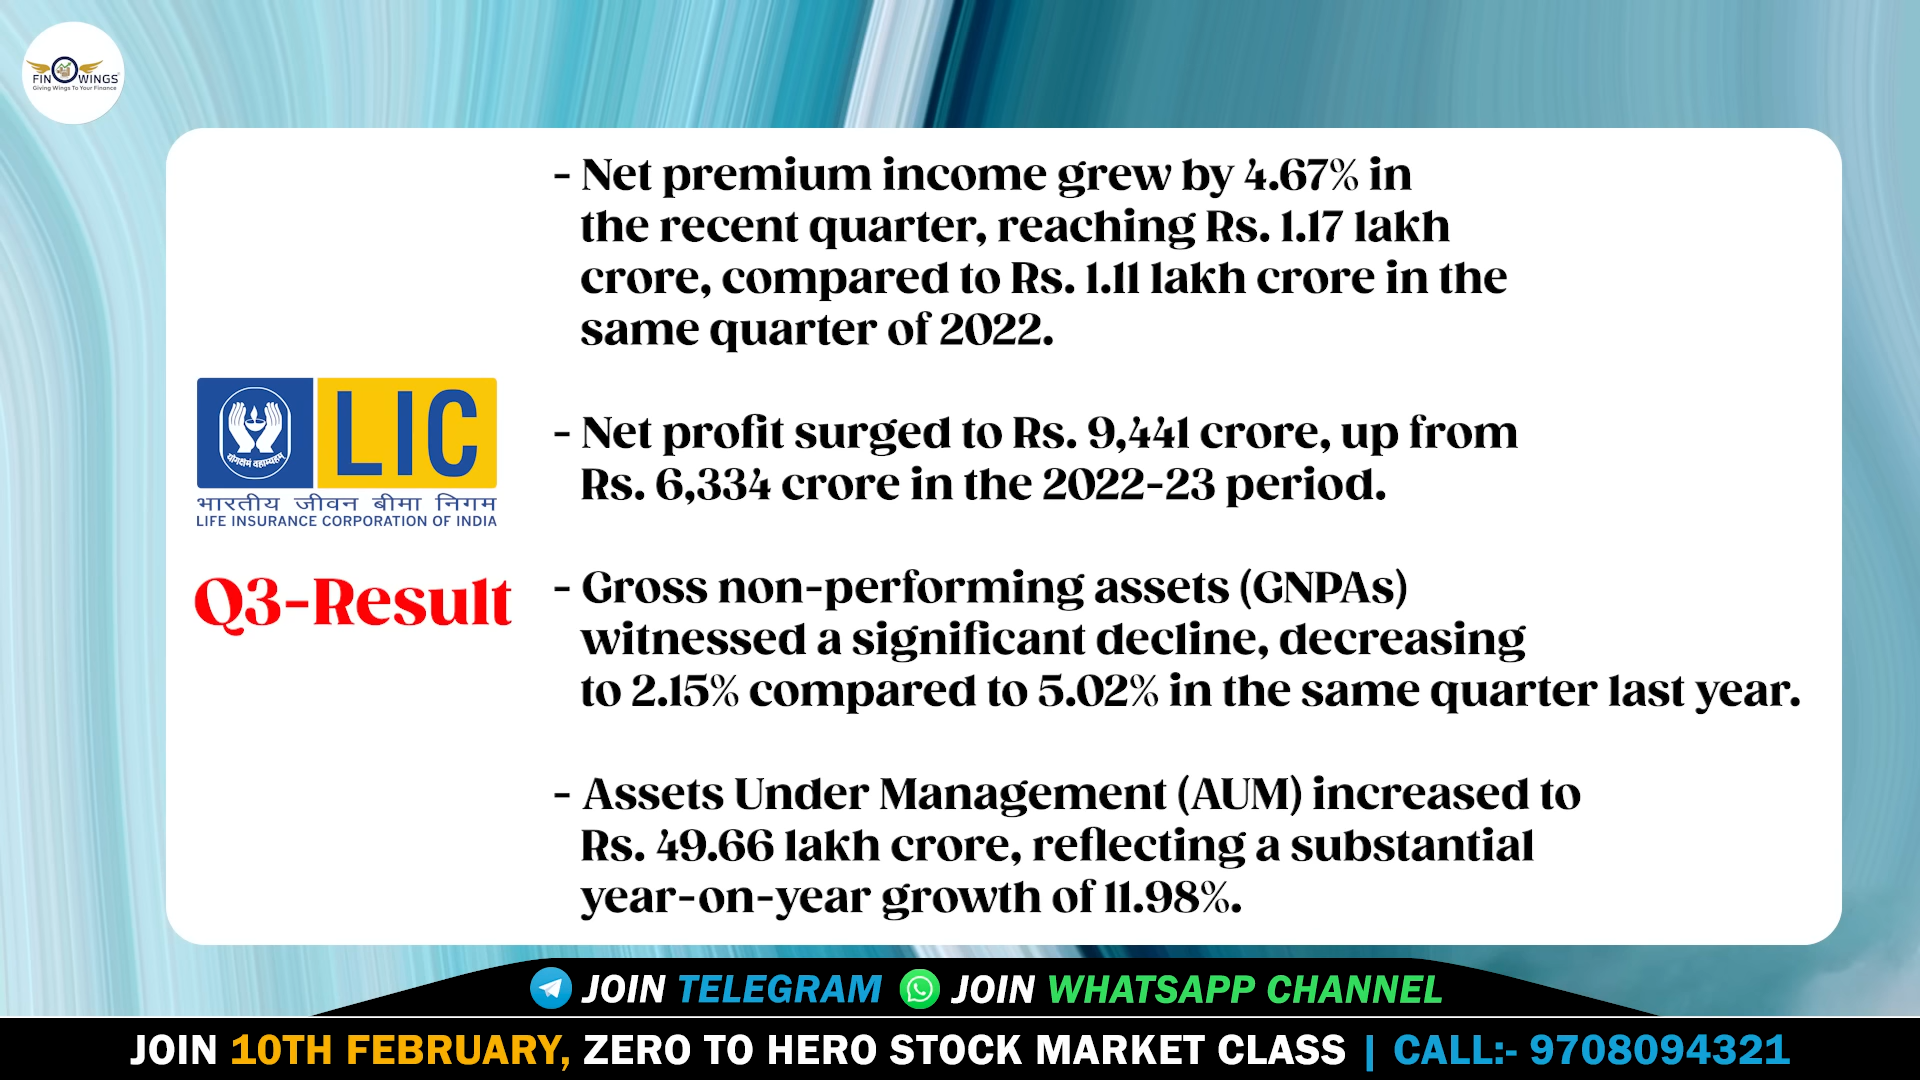 FINOWINGS
Giving Wings To Your Finance
- Net premium income grew by 4.67% in
the recent quarter, reaching Rs. 1.17 lakh
crore, compared to Rs. 1.11 lakh crore in the
same quarter of 2022.
- Net profit surged to Rs. 9,441 crore, up from
Rs. 6,334 crore in the 2022-23 period.
- Gross non-performing assets (GNPAs)
witnessed a significant decline, decreasing
to 2.15% compared to 5.02% in the same quarter last year.
- Assets Under Management (AUM) increased to
Rs. 49.66 lakh crore, reflecting a substantial
year-on-year growth of 11.98%.
योगक्षेमं वहाम्यहम्
LIC
भारतीय जीवन बीमा निगम
LIFE INSURANCE CORPORATION OF INDIA
Q3-Result
JOIN TELEGRAM JOIN WHATSAPP CHANNEL
JOIN 10TH FEBRUARY, ZERO TO HERO STOCK MARKET CLASS | CALL:- 9708094321